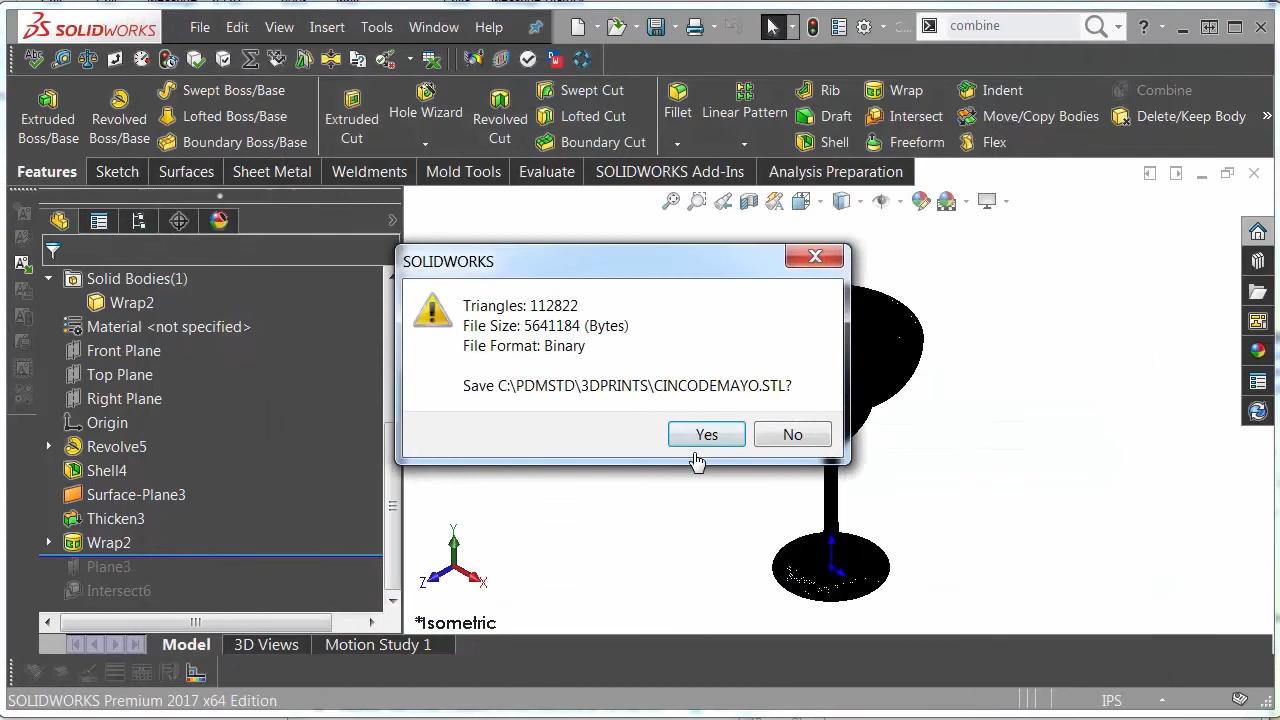 SOLIDWORKS
File Edit View Insert Tools Window Help
combine
Extruded Boss/Base
Revolved Boss/Base
Swept Boss/Base
Lofted Boss/Base
Boundary Boss/Base
Extruded Cut
Hole Wizard
Revolved Cut
Swept Cut
Lofted Cut
Boundary Cut
Fillet
Linear Pattern
Rib
Draft
Shell
Wrap
Intersect
Freeform
Indent
Move/Copy Bodies
Flex
Combine
Delete/Keep Body
Features Sketch Surfaces Sheet Metal Weldments Mold Tools Evaluate SOLIDWORKS Add-Ins Analysis Preparation
Solid Bodies(1)
Wrap2
Material <not specified>
Front Plane
Top Plane
Right Plane
Origin
Revolve5
Shell4
Surface-Plane3
Thicken3
Wrap2
Plane3
Intersect6
SOLIDWORKS
Triangles: 112822
File Size: 5641184 (Bytes)
File Format: Binary
Save C:\PDMSTD\3DPRINTS\CINCODEMAYO.STL?
Yes No
Y
Z X
*Isometric
Model 3D Views Motion Study 1
SOLIDWORKS Premium 2017 x64 Edition
IPS